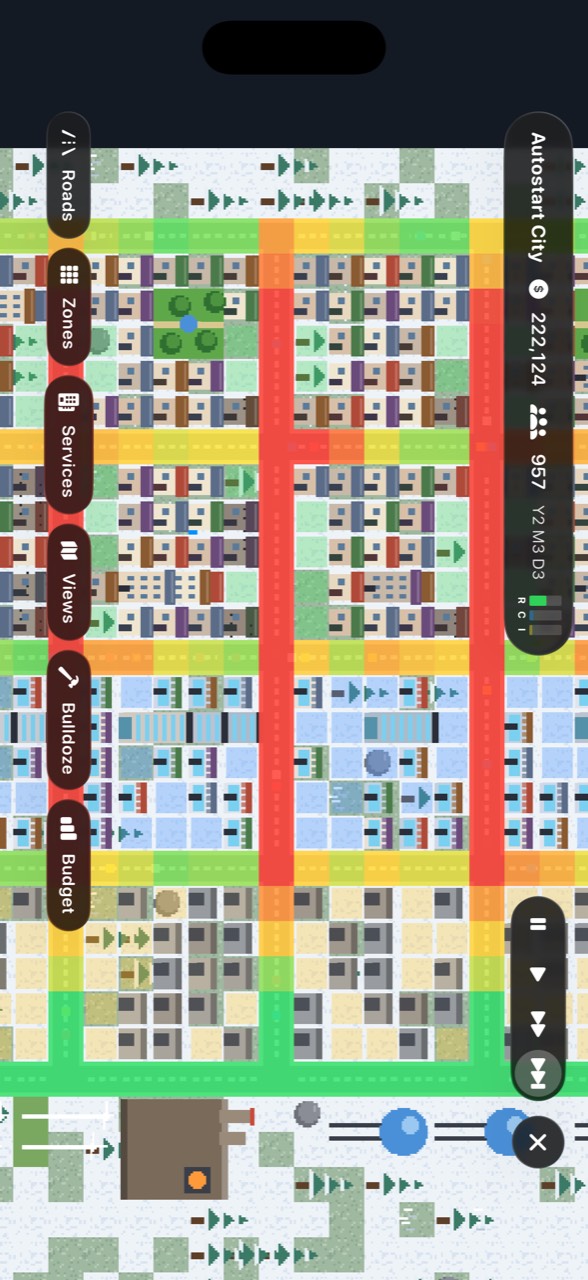 Autostart City $ 222,124 957 Y2 M3 D3
R
C
I
Roads
Zones
Services
Views
Bulldoze
Budget